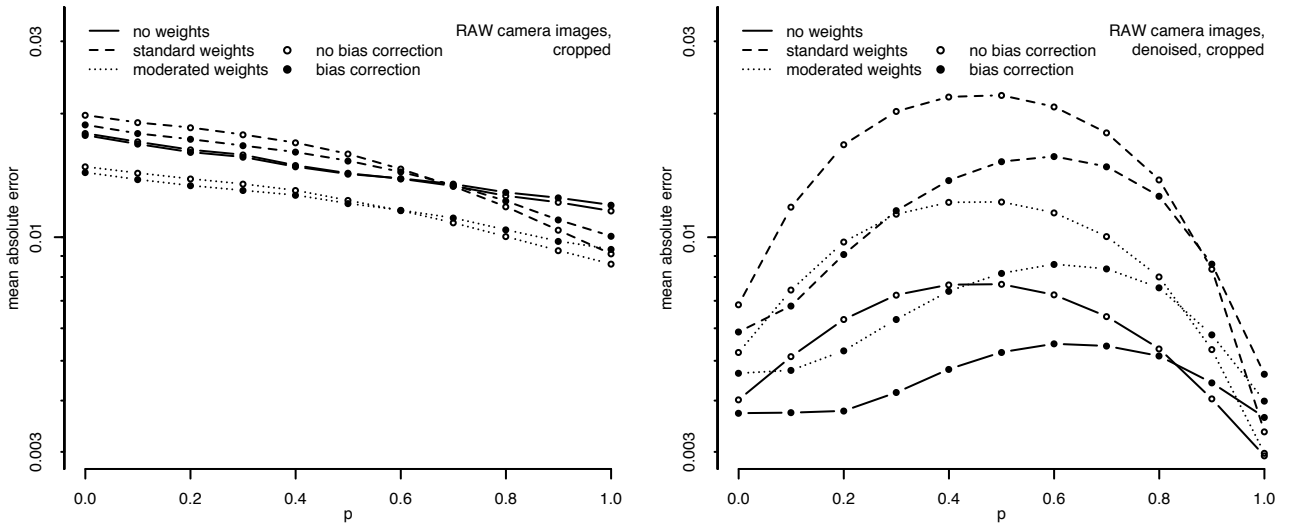 no weights
standard weights
moderated weights
no bias correction
bias correction
RAW camera images,
cropped
mean absolute error
0.03
0.01
0.003
0.0 0.2 0.4 0.6 0.8 1.0
p
no weights
standard weights
moderated weights
no bias correction
bias correction
RAW camera images,
denoised, cropped
mean absolute error
0.03
0.01
0.003
0.0 0.2 0.4 0.6 0.8 1.0
p